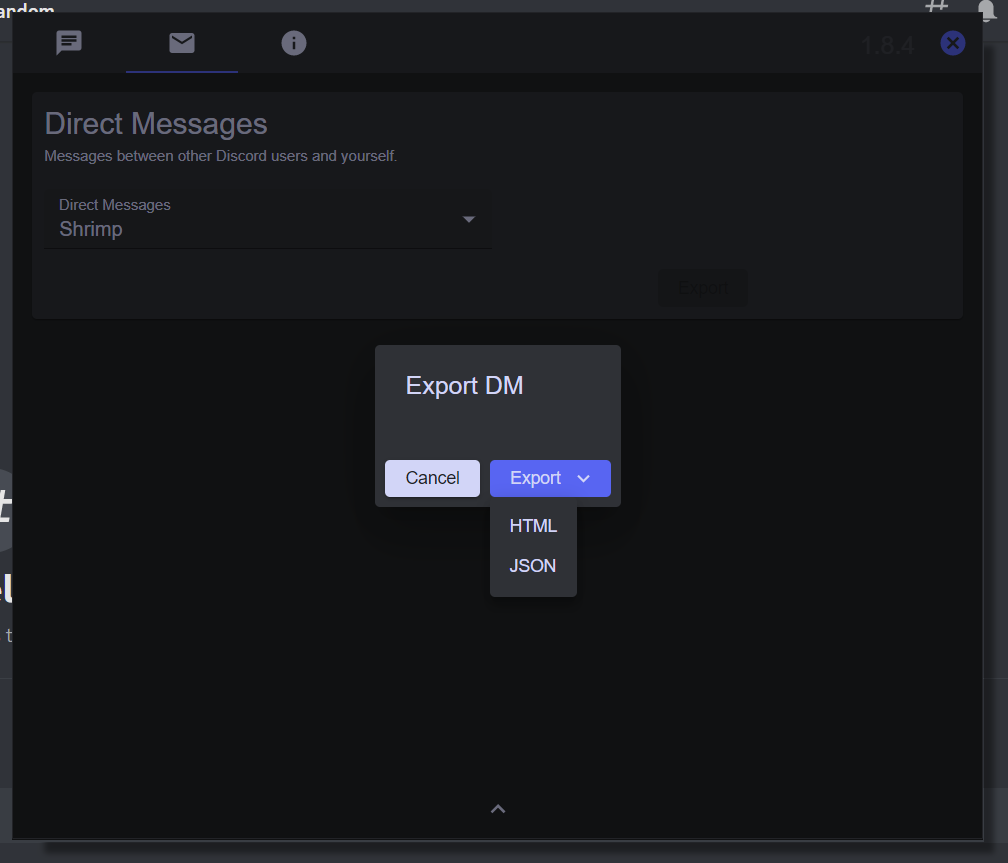 1.8.4
Direct Messages
Messages between other Discord users and yourself.
Direct Messages
Shrimp
Export
Export DM
Cancel
Export
HTML
JSON